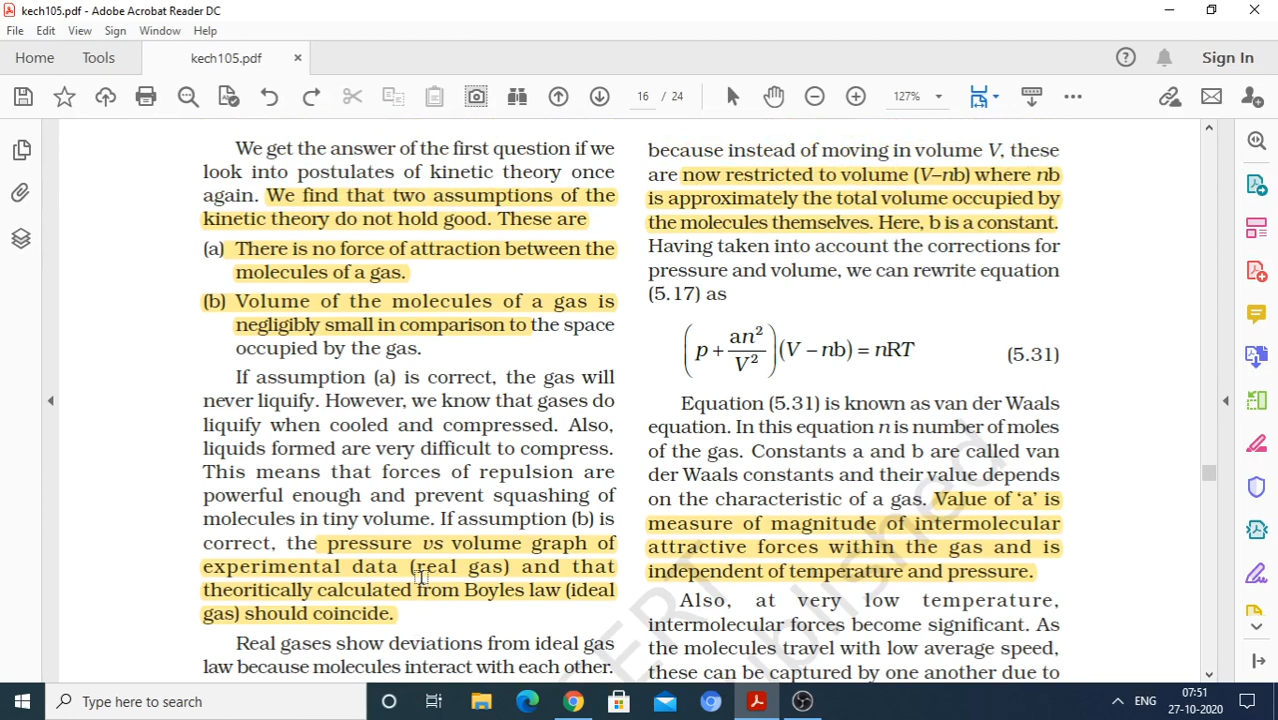 kech105.pdf - Adobe Acrobat Reader DC
File Edit View Sign Window Help
Home Tools kech105.pdf × Sign In
16 / 24 127%
We get the answer of the first question if we
look into postulates of kinetic theory once
again. We find that two assumptions of the
kinetic theory do not hold good. These are
(a) There is no force of attraction between the
molecules of a gas.
(b) Volume of the molecules of a gas is
negligibly small in comparison to the space
occupied by the gas.
If assumption (a) is correct, the gas will
never liquify. However, we know that gases do
liquify when cooled and compressed. Also,
liquids formed are very difficult to compress.
This means that forces of repulsion are
powerful enough and prevent squashing of
molecules in tiny volume. If assumption (b) is
correct, the pressure vs volume graph of
experimental data (real gas) and that
theoritically calculated from Boyles law (ideal
gas) should coincide.
Real gases show deviations from ideal gas
law because molecules interact with each other.
because instead of moving in volume V, these
are now restricted to volume (V–nb) where nb
is approximately the total volume occupied by
the molecules themselves. Here, b is a constant.
Having taken into account the corrections for
pressure and volume, we can rewrite equation
(5.17) as
(p + an²/V²)(V − nb) = nRT (5.31)
Equation (5.31) is known as van der Waals
equation. In this equation n is number of moles
of the gas. Constants a and b are called van
der Waals constants and their value depends
on the characteristic of a gas. Value of ‘a’ is
measure of magnitude of intermolecular
attractive forces within the gas and is
independent of temperature and pressure.
Also, at very low temperature,
intermolecular forces become significant. As
the molecules travel with low average speed,
these can be captured by one another due to
Type here to search
ENG
07:51
27-10-2020